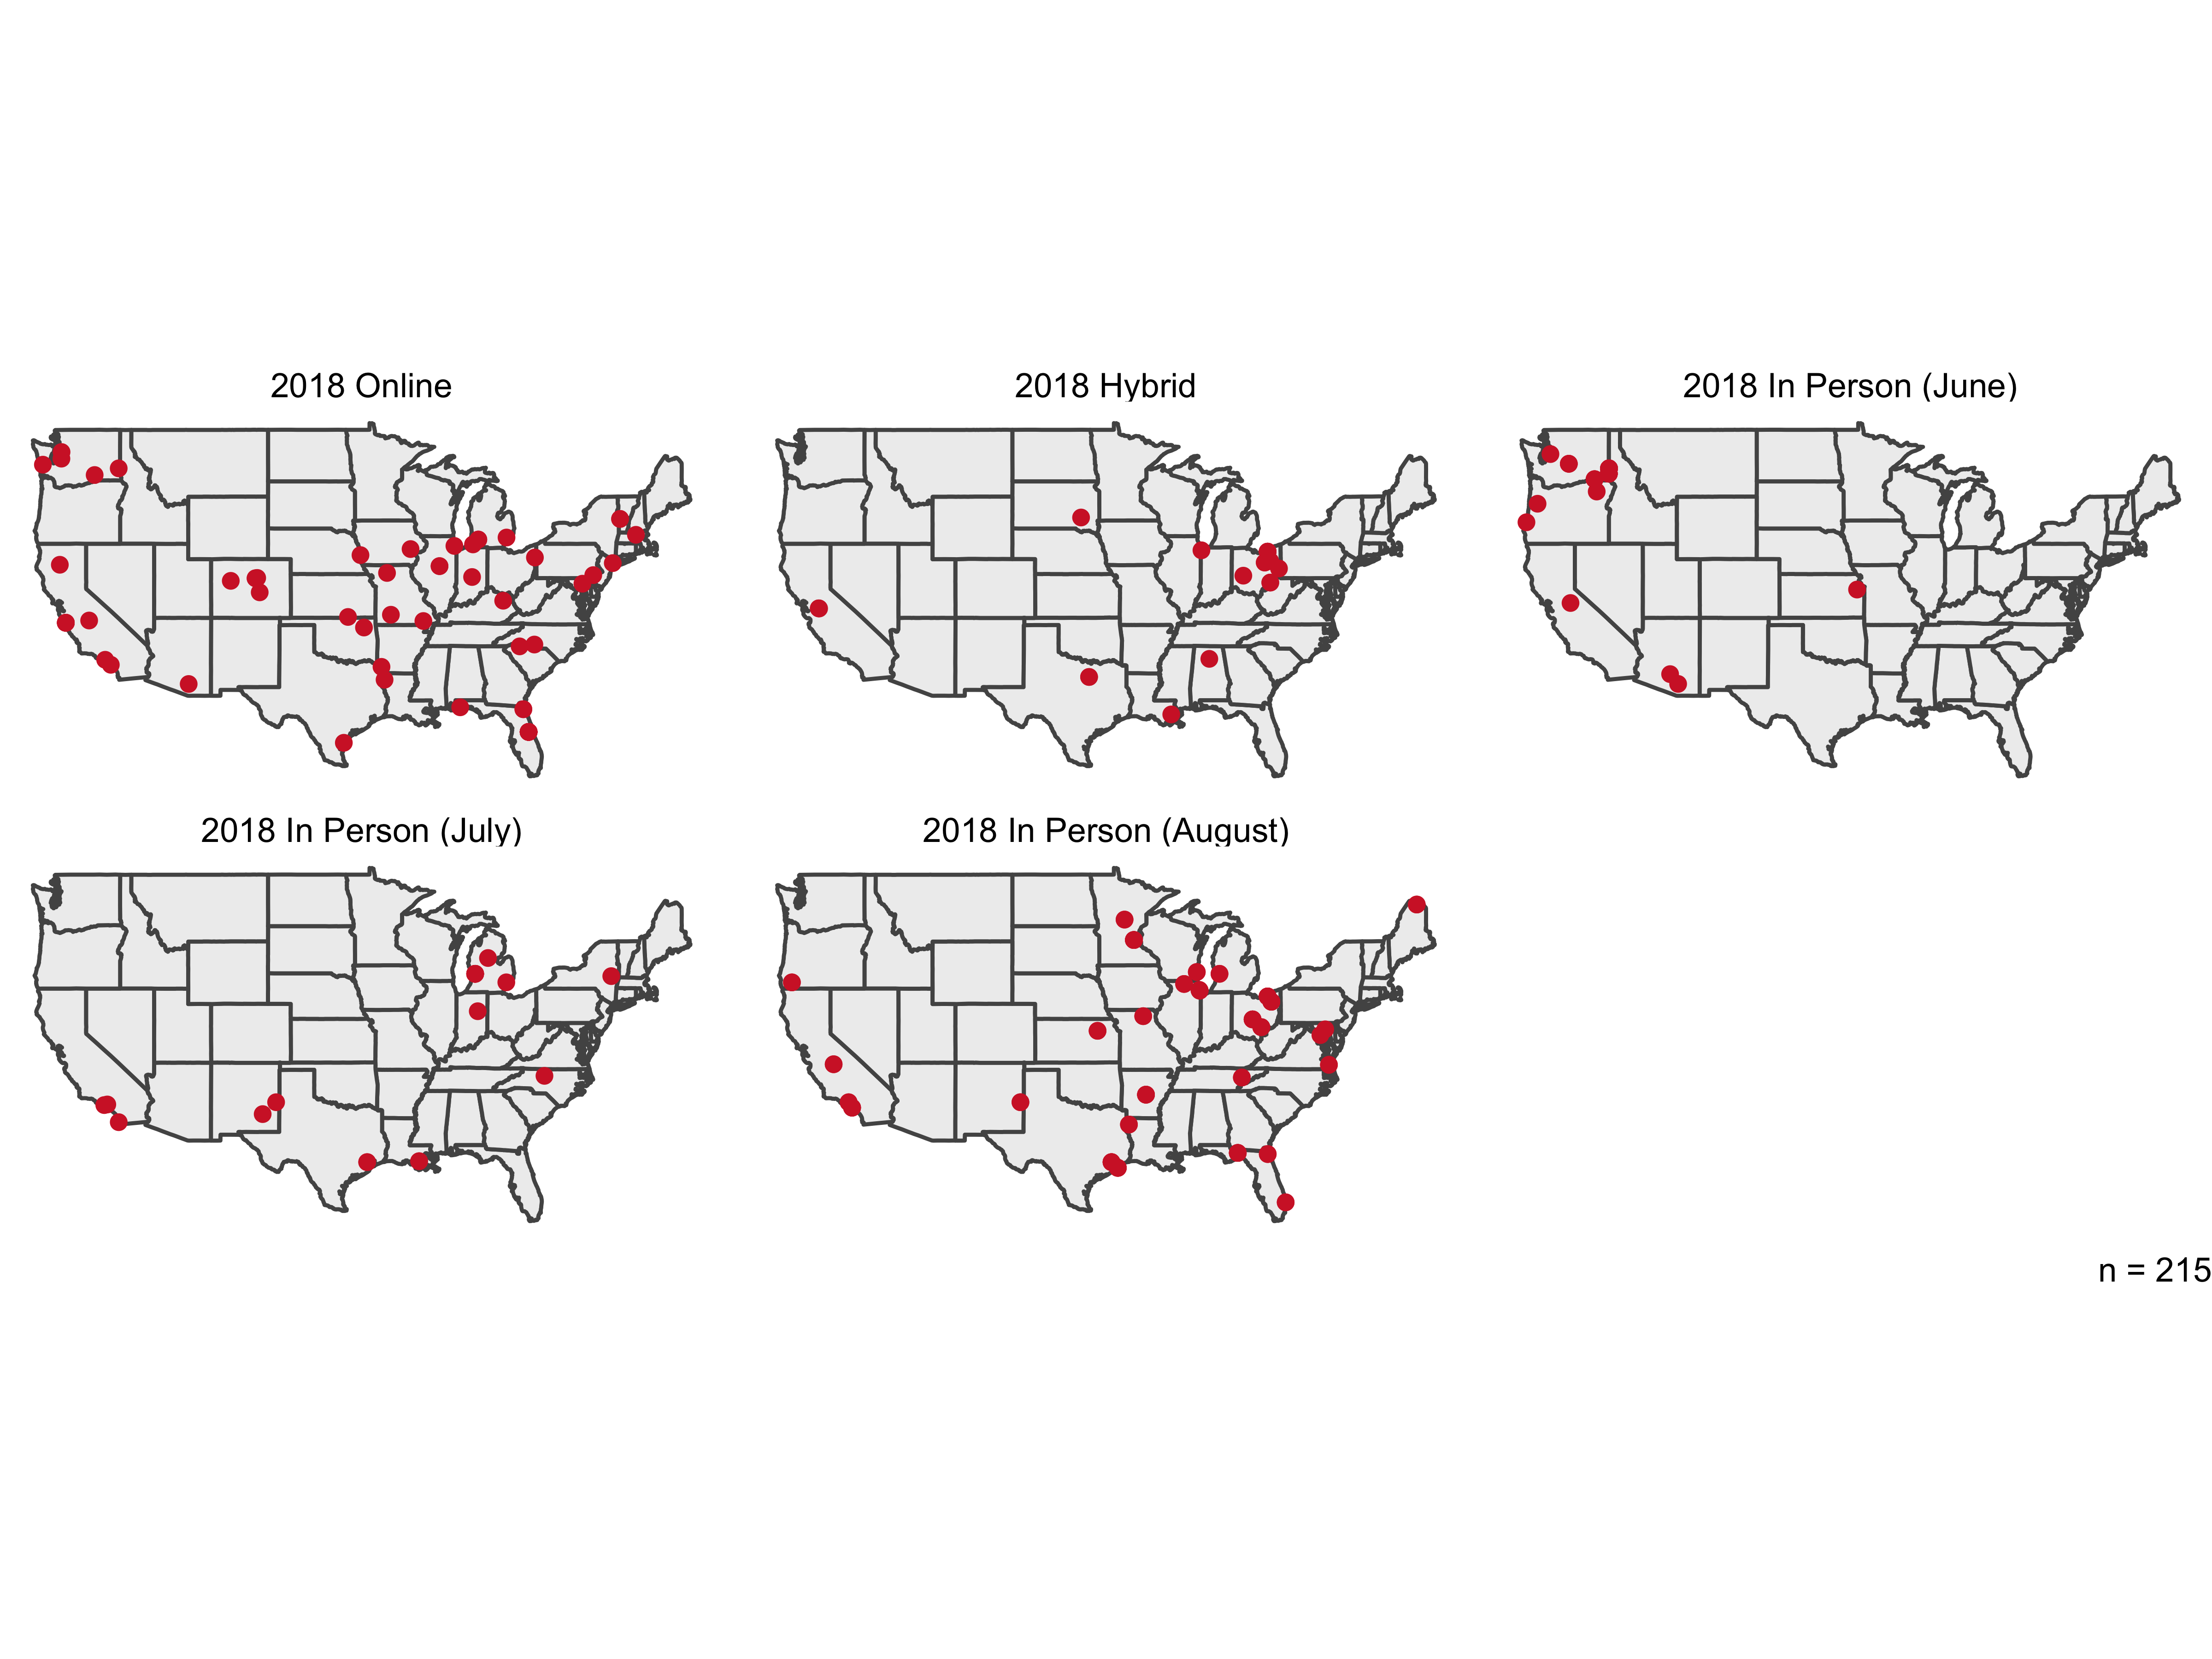 2018 Online
2018 Hybrid
2018 In Person (June)
2018 In Person (July)
2018 In Person (August)
n = 215